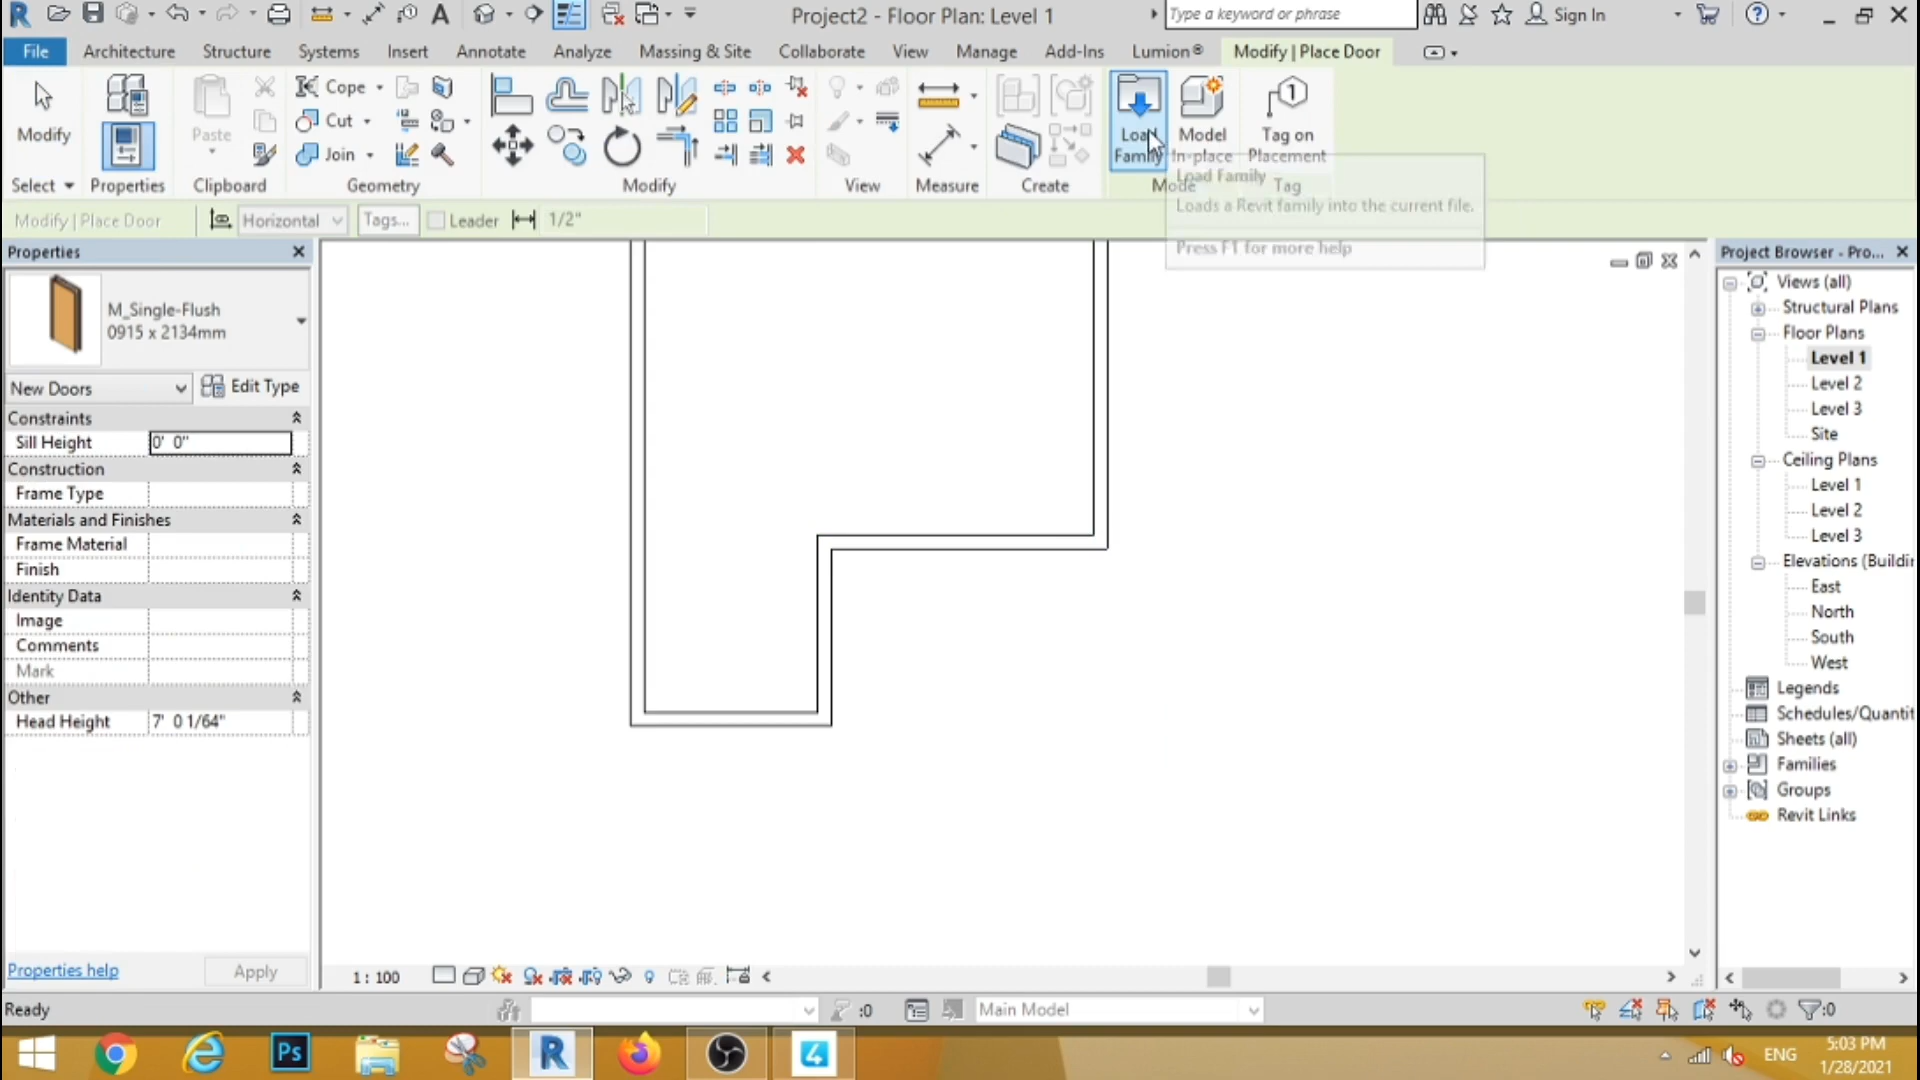 Project2 - Floor Plan: Level 1
Type a keyword or phrase
Sign In
File
Architecture
Structure
Systems
Insert
Annotate
Analyze
Massing & Site
Collaborate
View
Manage
Add-Ins
Lumion®
Modify | Place Door
Modify
Paste
Cope
Cut
Join
Load
Family
Model
In-place
Tag on
Placement
Select
Properties
Clipboard
Geometry
Modify
View
Measure
Create
Mode
Tag
Load Family
Loads a Revit family into the current file.
Press F1 for more help
Modify | Place Door
Horizontal
Tags...
Leader
1/2"
Properties
M_Single-Flush
0915 x 2134mm
New Doors
Edit Type
Constraints
Sill Height
0'  0"
Construction
Frame Type
Materials and Finishes
Frame Material
Finish
Identity Data
Image
Comments
Mark
Other
Head Height
7'  0 1/64"
Properties help
Apply
1 : 100
Project Browser - Pro...
Views (all)
Structural Plans
Floor Plans
Level 1
Level 2
Level 3
Site
Ceiling Plans
Level 1
Level 2
Level 3
Elevations (Buildin
East
North
South
West
Legends
Schedules/Quantit
Sheets (all)
Families
Groups
Revit Links
Ready
:0
Main Model
:0
Ps
R
4
ENG
5:03 PM
1/28/2021